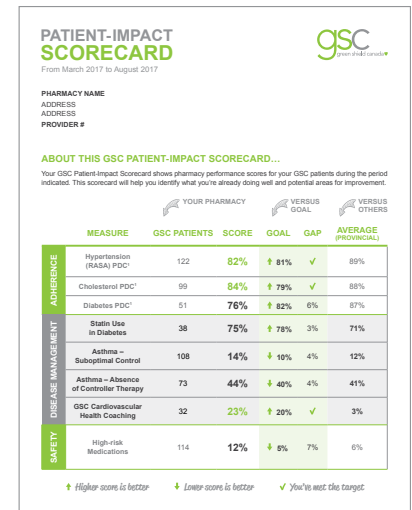 PATIENT-IMPACT
SCORECARD
From March 2017 to August 2017
gsc
green shield canada
PHARMACY NAME
ADDRESS
ADDRESS
PROVIDER #
ABOUT THIS GSC PATIENT-IMPACT SCORECARD…
Your GSC Patient-Impact Scorecard shows pharmacy performance scores for your GSC patients during the period
indicated. This scorecard will help you identify what you're already doing well and potential areas for improvement.
YOUR PHARMACY
VERSUS
GOAL
VERSUS
OTHERS
MEASURE GSC PATIENTS SCORE GOAL GAP AVERAGE
(PROVINCIAL)
ADHERENCE
Hypertension
(RASA) PDC¹ 122 82% ↑ 81% √ 89%
Cholesterol PDC¹ 99 84% ↑ 79% √ 88%
Diabetes PDC¹ 51 76% ↑ 82% 6% 87%
DISEASE MANAGEMENT
Statin Use
in Diabetes 38 75% ↑ 78% 3% 71%
Asthma –
Suboptimal Control 108 14% ↓ 10% 4% 12%
Asthma – Absence
of Controller Therapy 73 44% ↓ 40% 4% 41%
GSC Cardiovascular
Health Coaching 32 23% ↑ 20% √ 3%
SAFETY
High-risk
Medications 114 12% ↓ 5% 7% 6%
↑ Higher score is better ↓ Lower score is better √ You've met the target